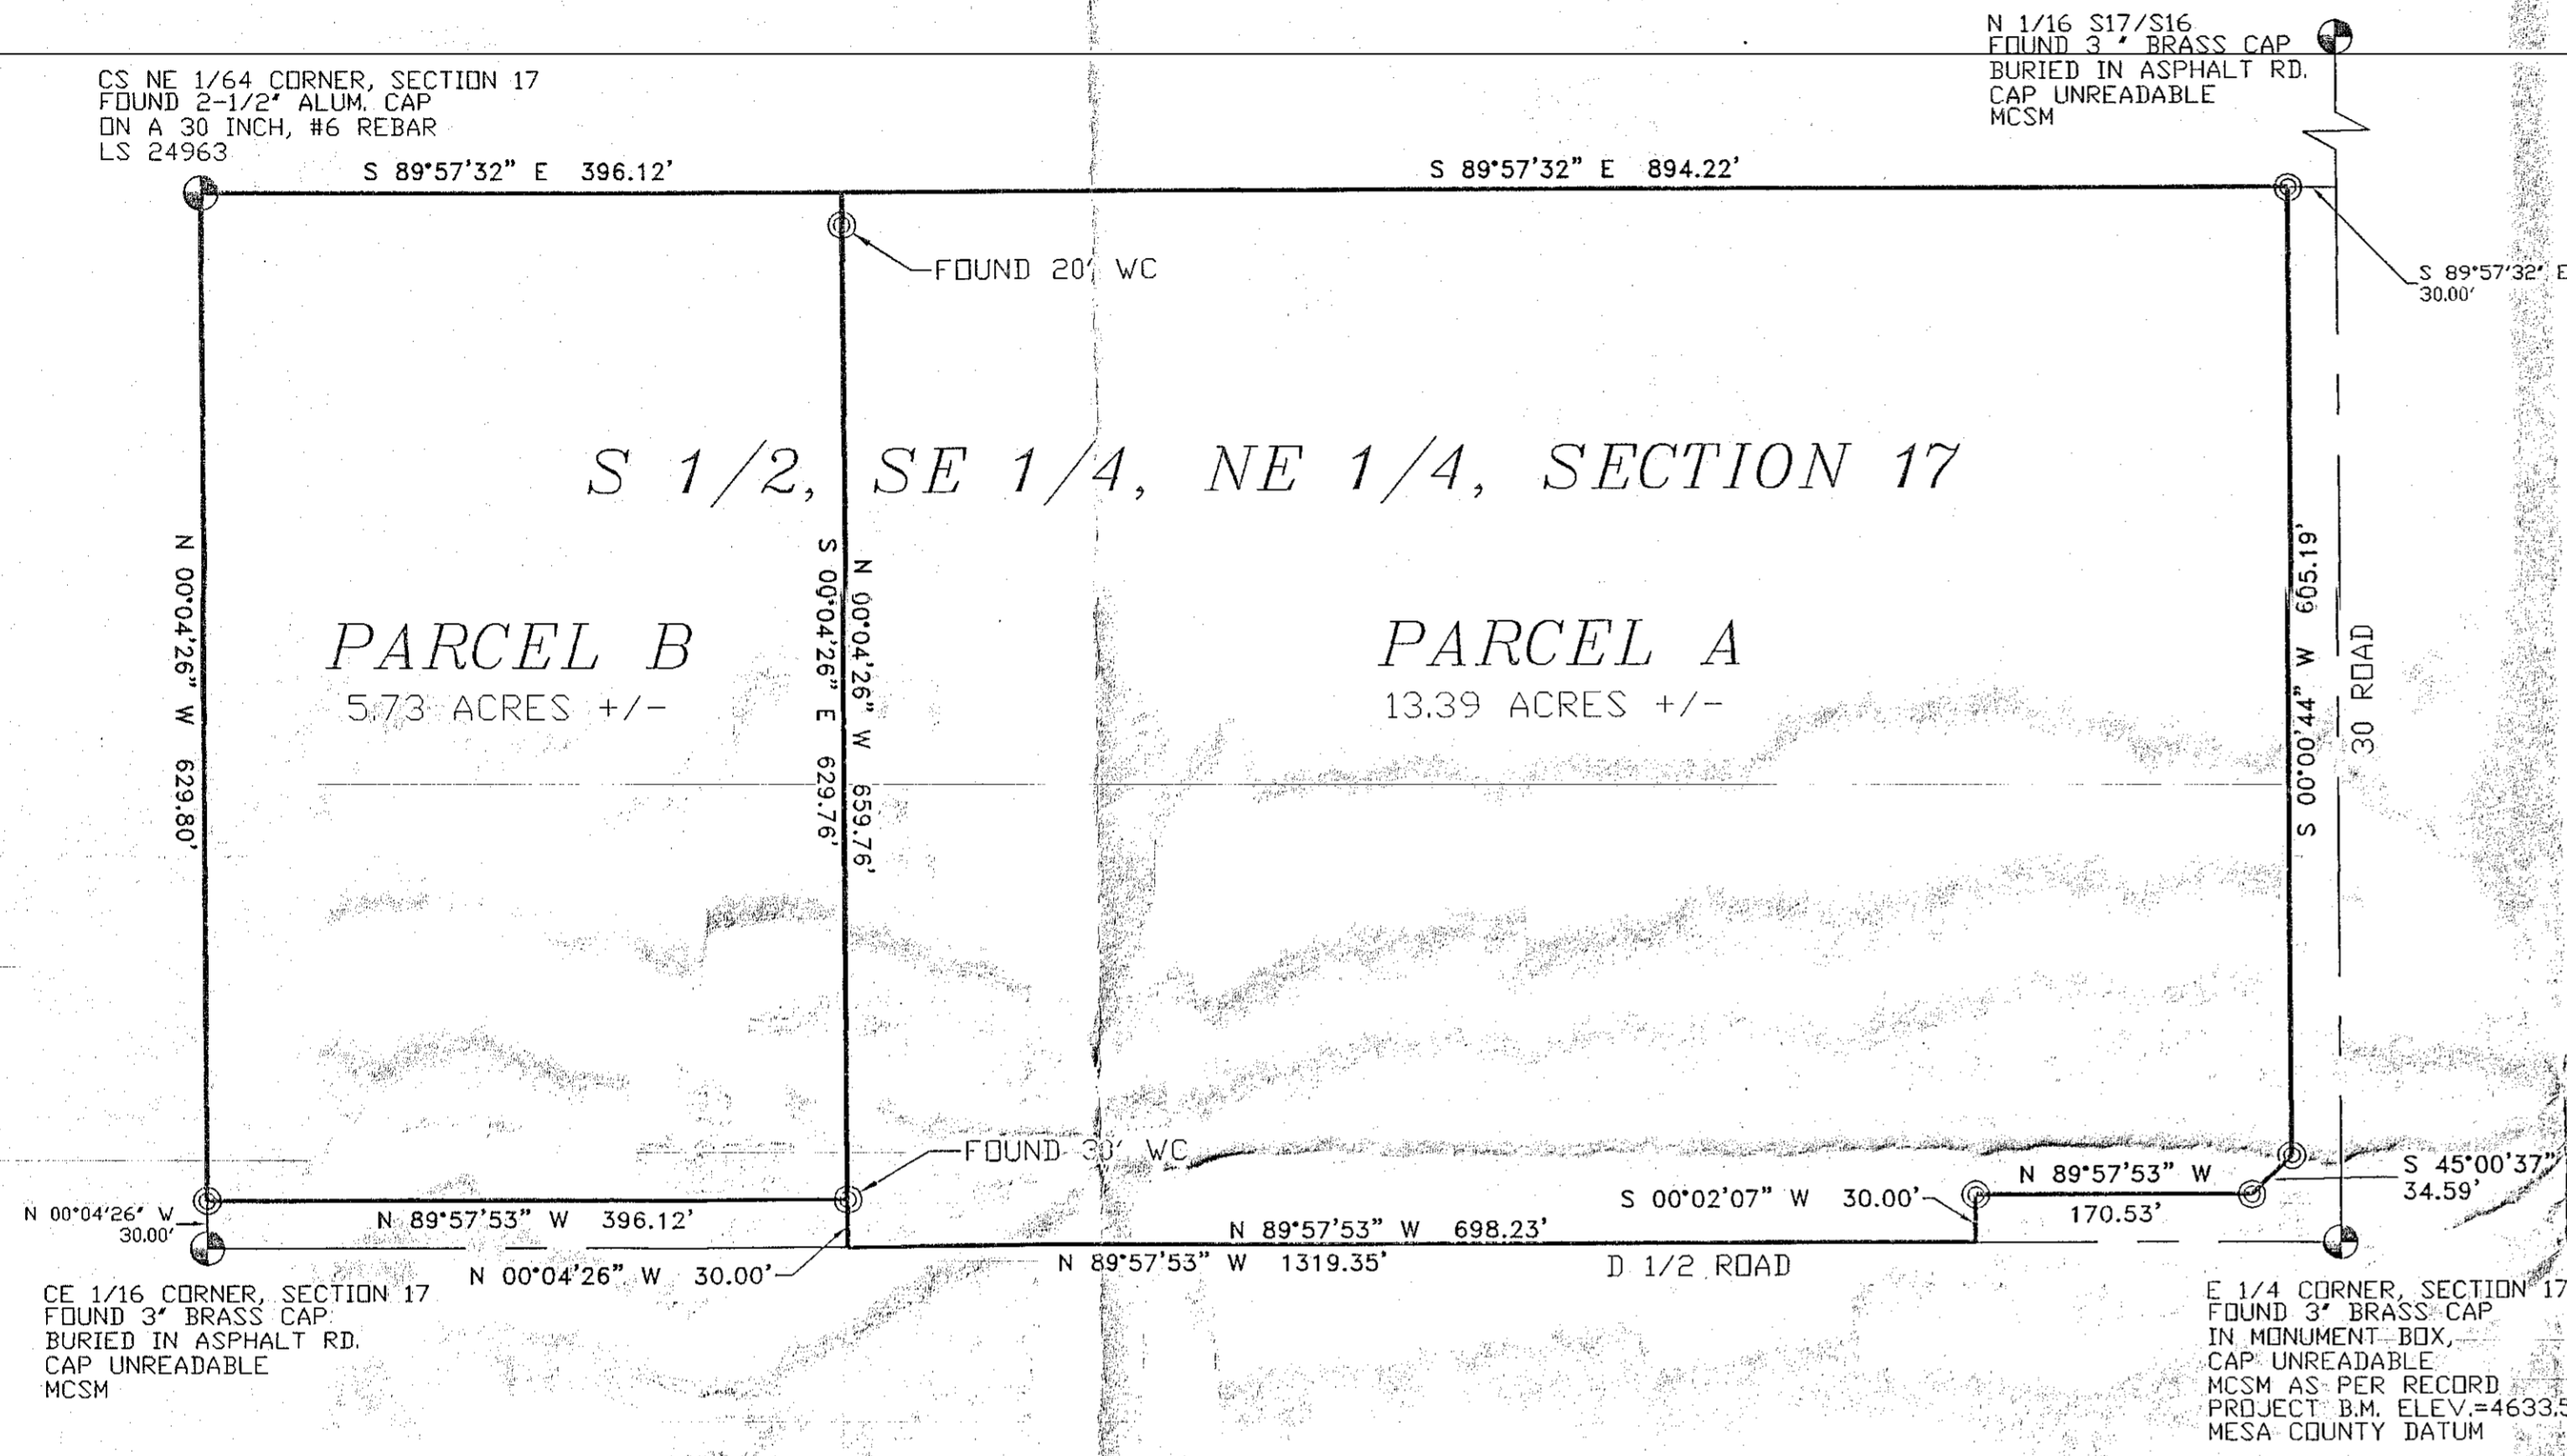 N 1/16 S17/S16
FOUND 3 " BRASS CAP
BURIED IN ASPHALT RD.
CAP UNREADABLE
MCSM
CS NE 1/64 CORNER, SECTION 17
FOUND 2-1/2" ALUM. CAP
ON A 30 INCH, #6 REBAR
LS 24963
S 89°57'32" E 396.12'
S 89°57'32" E 894.22'
FOUND 20' WC
S 89°57'32" E
30.00'
S 1/2, SE 1/4, NE 1/4, SECTION 17
N 00°04'26" W 629.80'
S 00°04'26" E 629.76'
N 00°04'26" W 659.76'
S 00°00'44" W 605.19'
30 ROAD
PARCEL B
5.73 ACRES +/-
PARCEL A
13.39 ACRES +/-
FOUND 30' WC
N 89°57'53" W
170.53'
S 45°00'37"
34.59'
S 00°02'07" W 30.00'
N 00°04'26" W
30.00'
N 89°57'53" W 396.12'
N 89°57'53" W 698.23'
N 89°57'53" W 1319.35'
D 1/2 ROAD
N 00°04'26" W 30.00'
CE 1/16 CORNER, SECTION 17
FOUND 3" BRASS CAP
BURIED IN ASPHALT RD.
CAP UNREADABLE
MCSM
E 1/4 CORNER, SECTION 17
FOUND 3" BRASS CAP
IN MONUMENT BOX,
CAP UNREADABLE
MCSM AS PER RECORD
PROJECT B.M. ELEV.=4633.5
MESA COUNTY DATUM